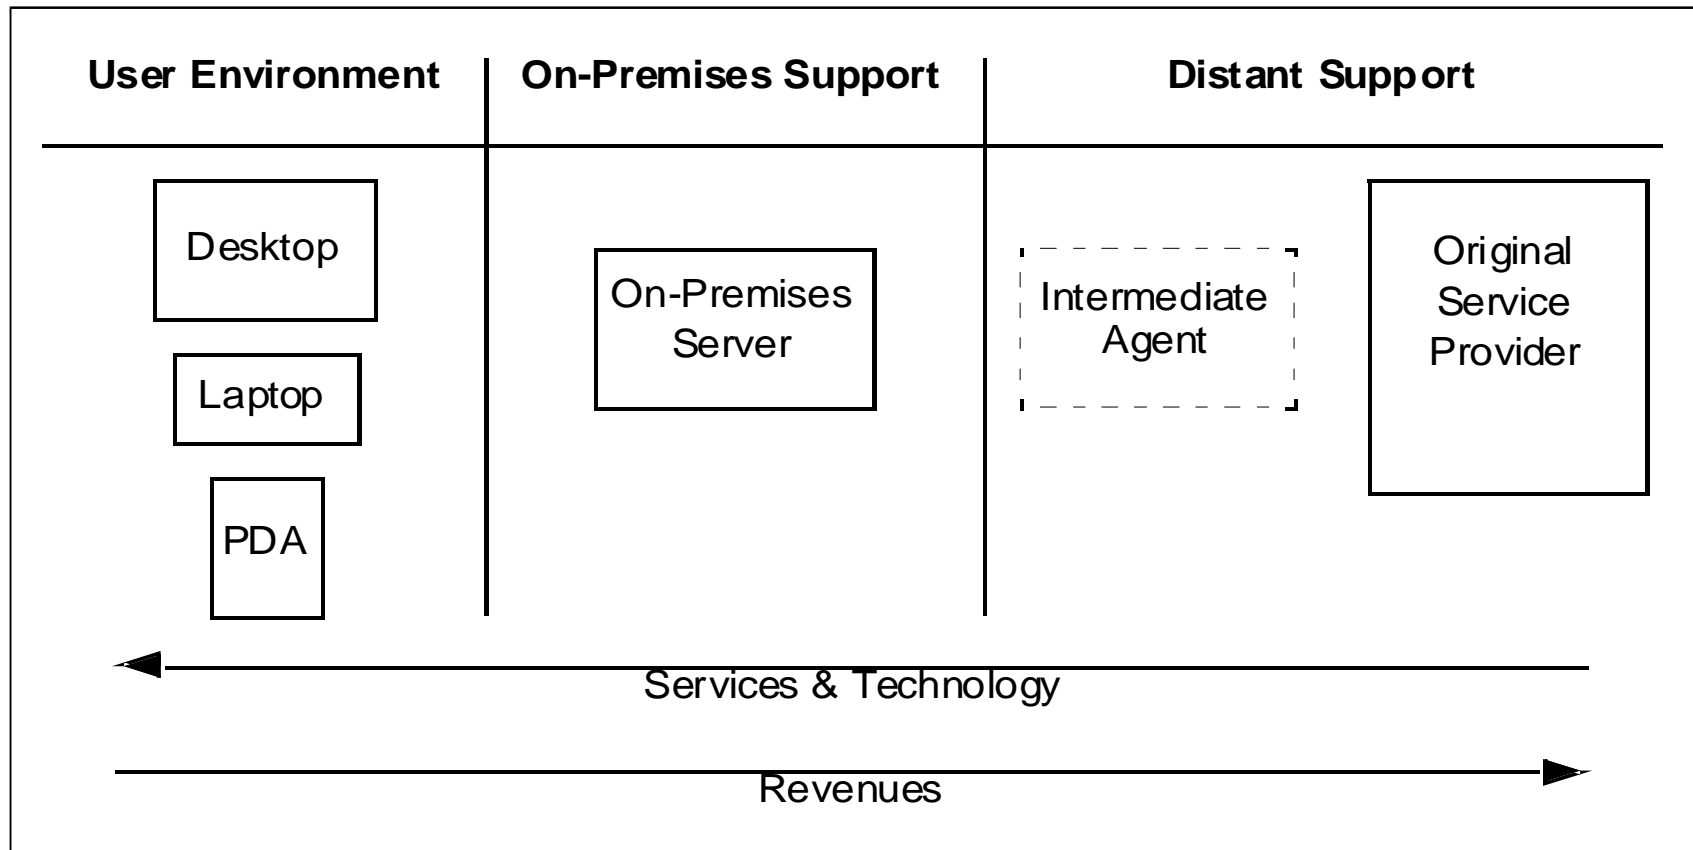 User Environment
On-Premises Support
Distant Support
Desktop
Laptop
PDA
On-Premises
Server
Intermediate
Agent
Original
Service
Provider
Services & Technology
Revenues